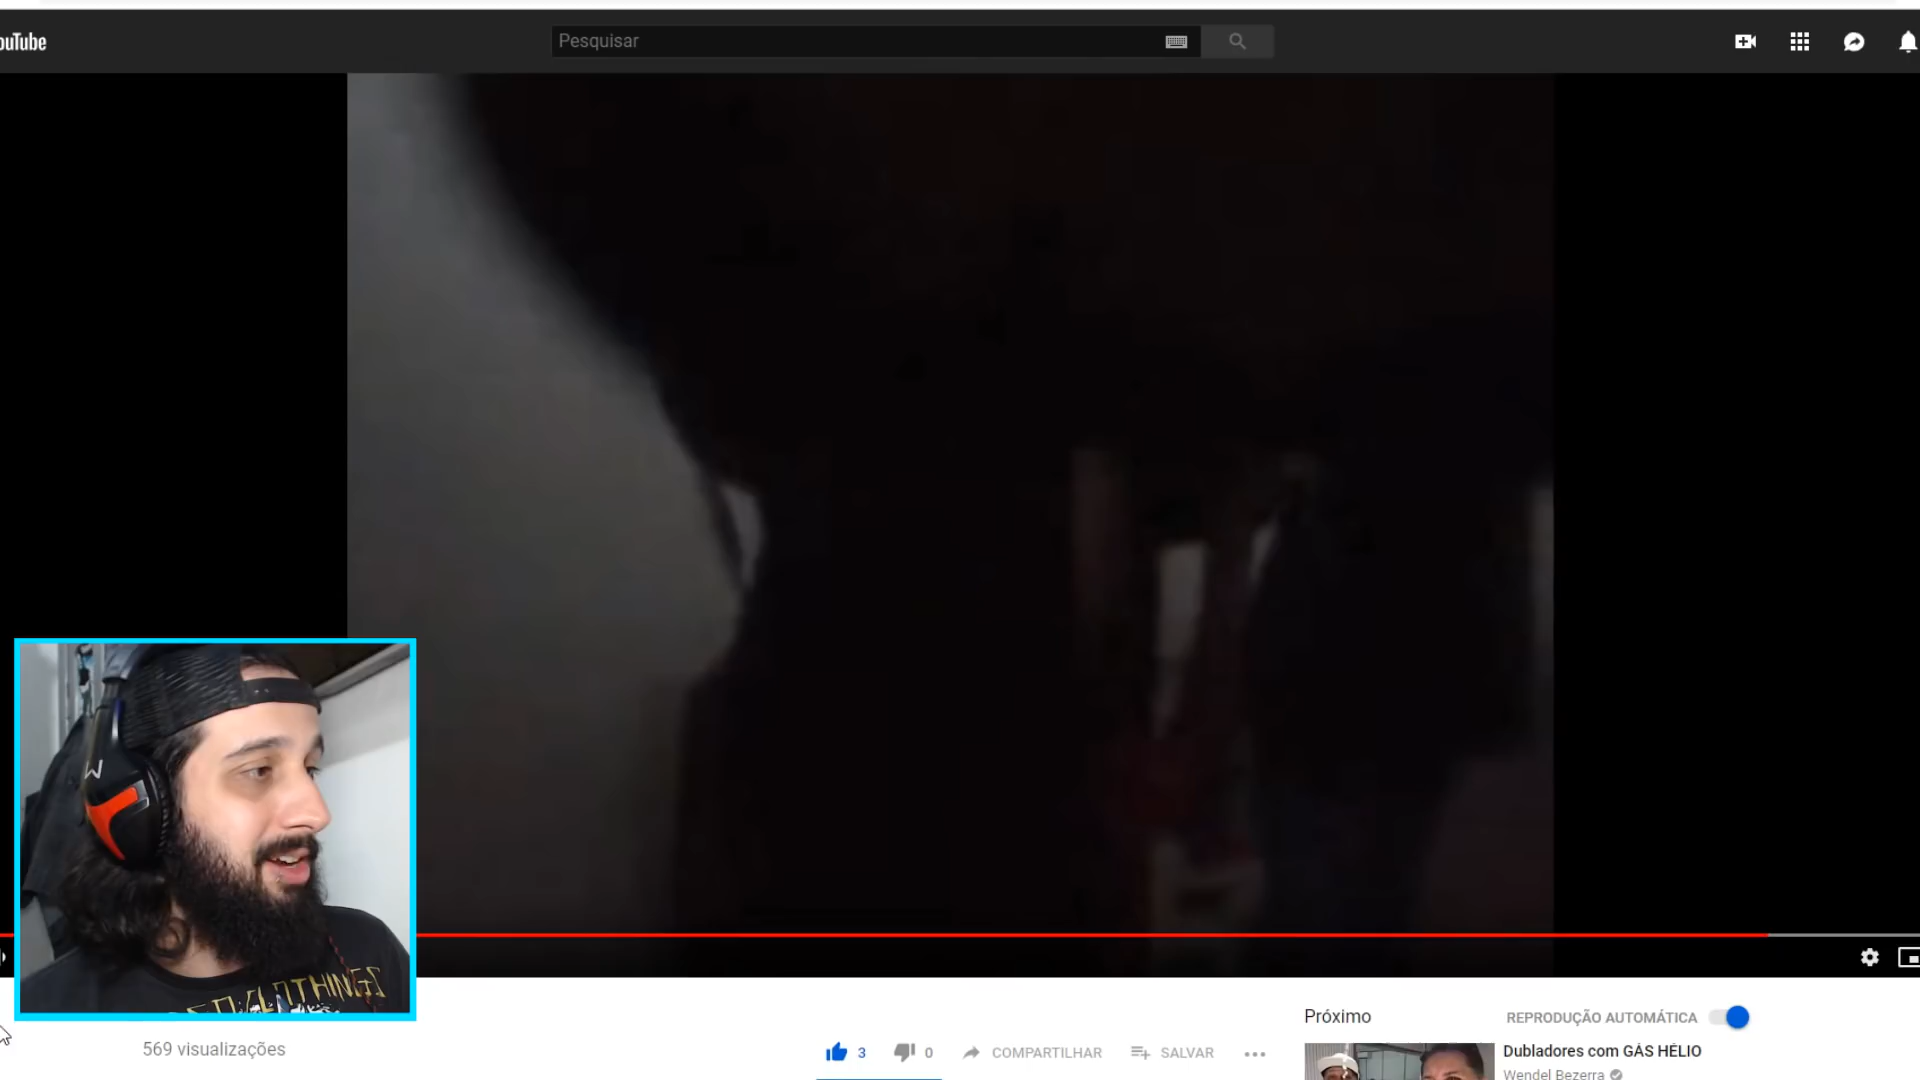 ouTube
Pesquisar
569 visualizações
3
0
COMPARTILHAR
SALVAR
Próximo
REPRODUÇÃO AUTOMÁTICA
Dubladores com GÁS HÉLIO
Wendel Bezerra